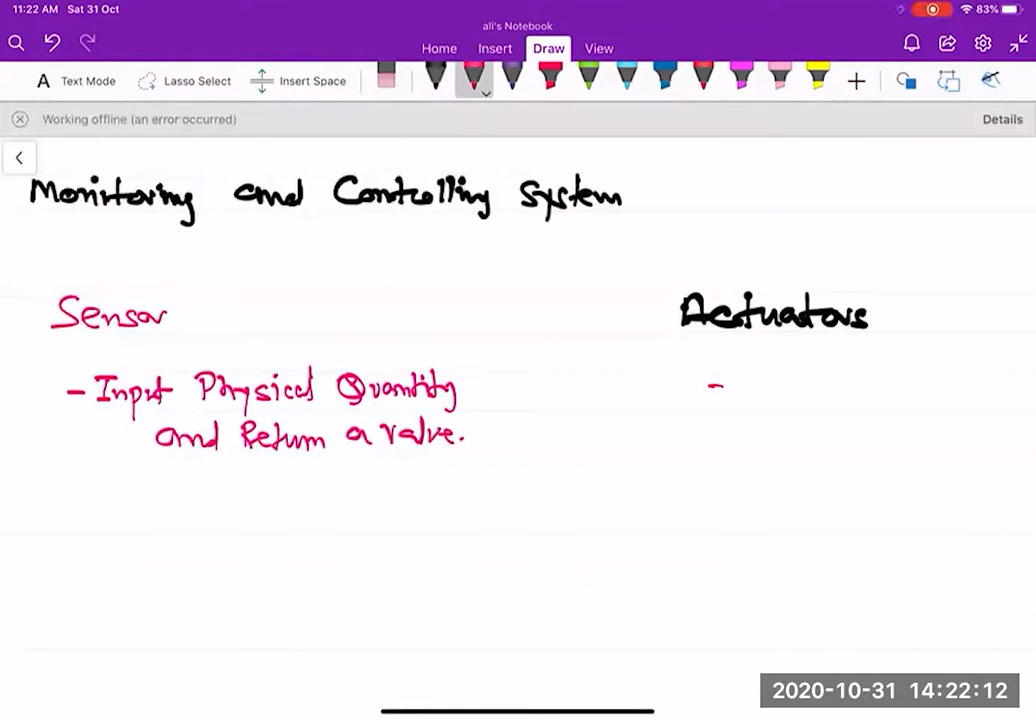 11:22 AM Sat 31 Oct
83%
ali's Notebook
Home Insert Draw View
Text Mode Lasso Select Insert Space
Working offline (an error occurred) Details
Monitoring and Controlling System
Sensor Actuators
- Input Physical Quantity -
and Return a value.
2020-10-31 14:22:12